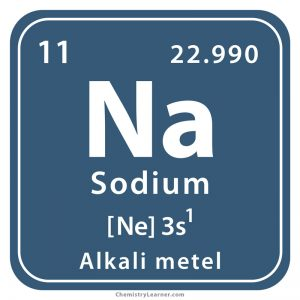 11 22.990
Na
Sodium
[Ne] 3s¹
Alkali metel
ChemistryLearner.com